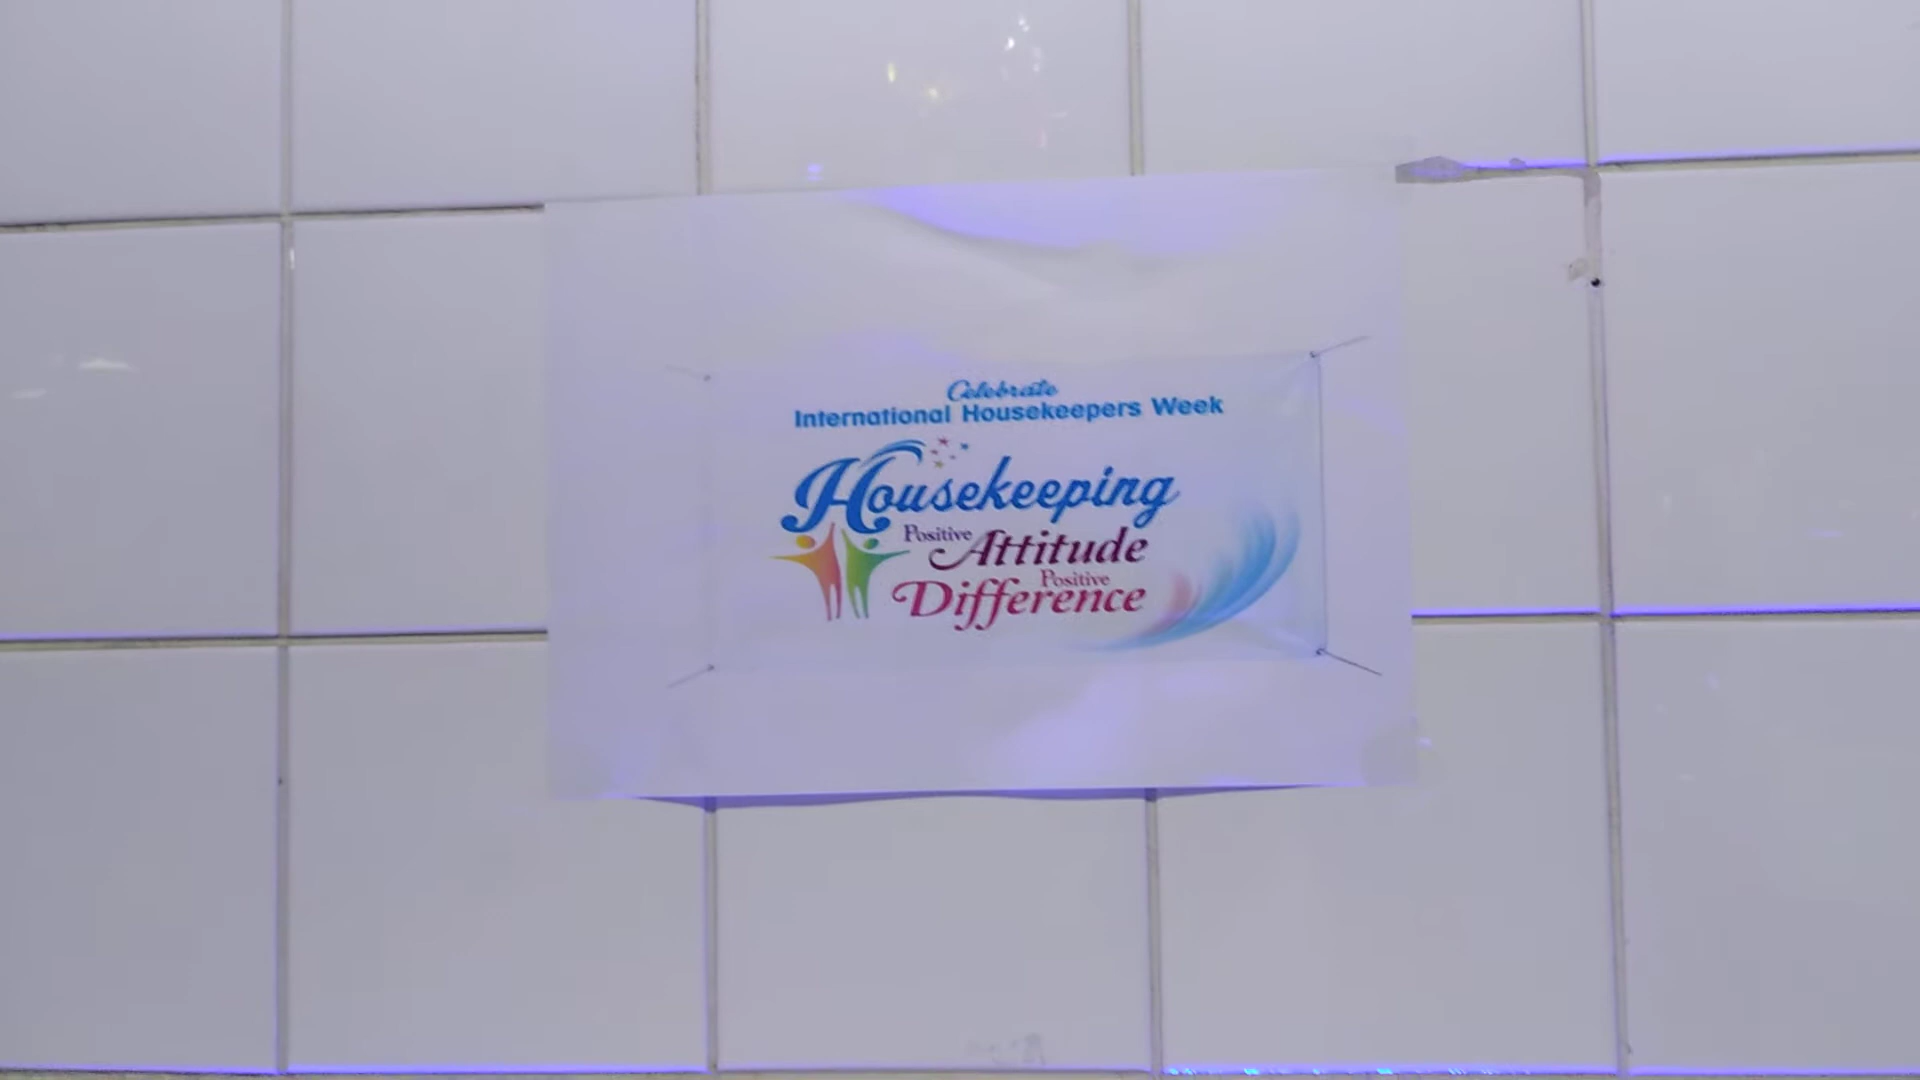 Celebrate
International Housekeepers Week
Housekeeping
Positive Attitude
Positive
Difference